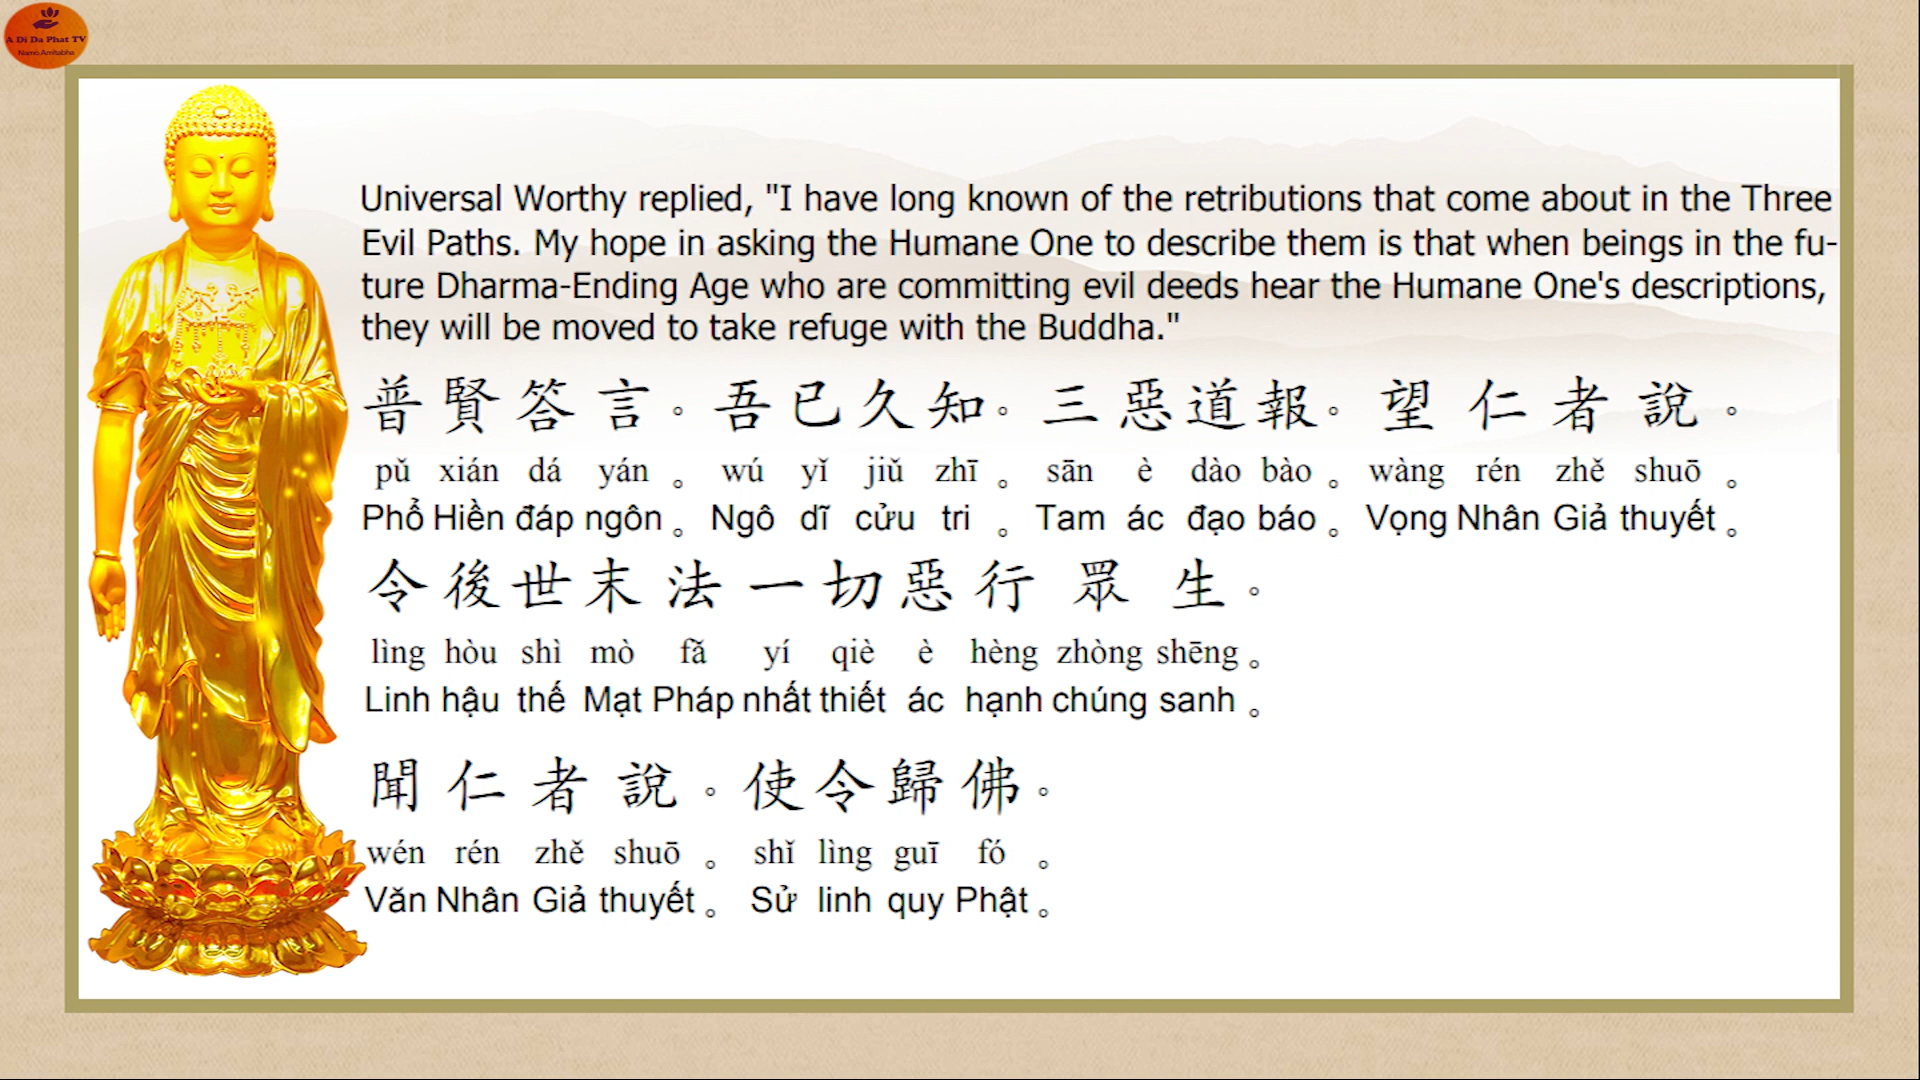 A Di Da Phat TV
Namo Amitabha
Universal Worthy replied, "I have long known of the retributions that come about in the Three
Evil Paths. My hope in asking the Humane One to describe them is that when beings in the fu-
ture Dharma-Ending Age who are committing evil deeds hear the Humane One's descriptions,
they will be moved to take refuge with the Buddha."
普賢答言。吾已久知。三惡道報。望仁者說。
pǔ xián dá yán 。 wú yǐ jiǔ zhī 。 sān è dào bào 。 wàng rén zhě shuō 。
Phổ Hiền đáp ngôn 。 Ngô dĩ cửu tri 。 Tam ác đạo báo 。 Vọng Nhân Giả thuyết 。
令後世末法一切惡行眾生。
lìng hòu shì mò fǎ yí qiè è hèng zhòng shēng 。
Linh hậu thế Mạt Pháp nhất thiết ác hạnh chúng sanh 。
聞仁者說。使令歸佛。
wén rén zhě shuō 。 shǐ lìng guī fó 。
Văn Nhân Giả thuyết 。 Sử linh quy Phật 。